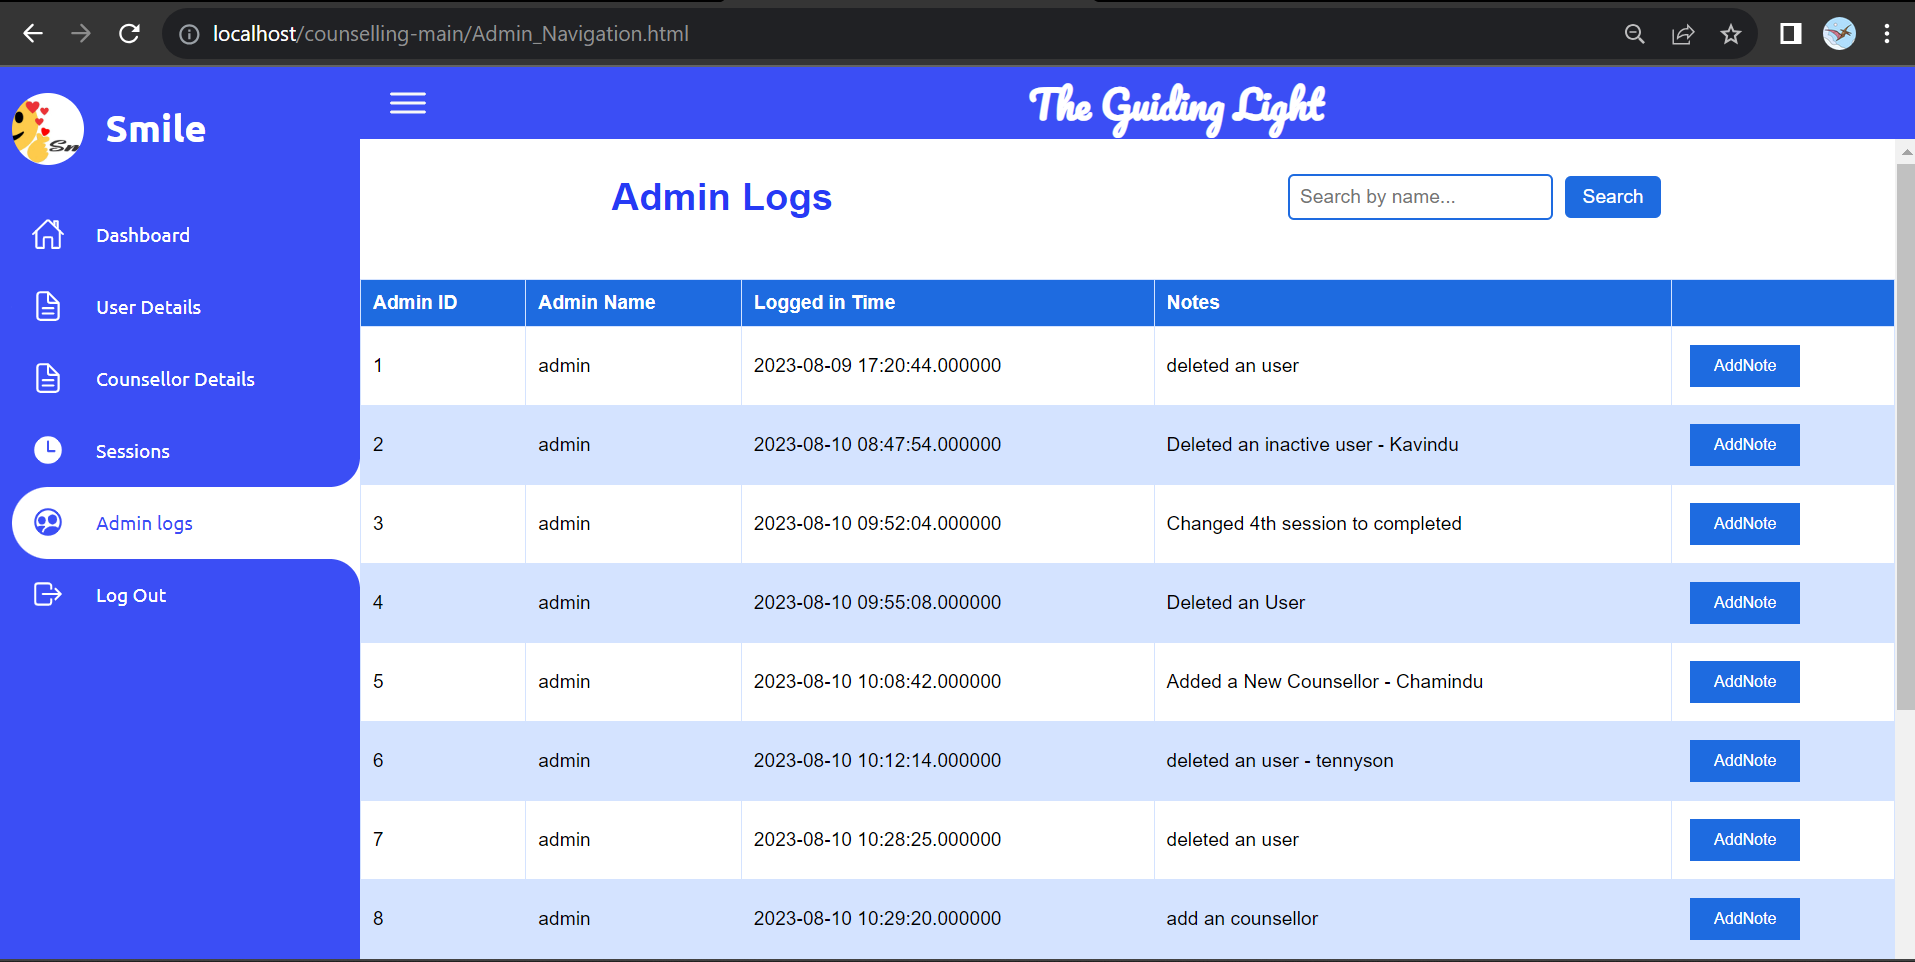 localhost/counselling-main/Admin_Navigation.html
The Guiding Light
Sm
Smile
Dashboard
User Details
Counsellor Details
Sessions
Admin logs
Log Out
Admin Logs
Search by name...
Search
Admin ID Admin Name Logged in Time Notes
1 admin 2023-08-09 17:20:44.000000 deleted an user AddNote
2 admin 2023-08-10 08:47:54.000000 Deleted an inactive user - Kavindu AddNote
3 admin 2023-08-10 09:52:04.000000 Changed 4th session to completed AddNote
4 admin 2023-08-10 09:55:08.000000 Deleted an User AddNote
5 admin 2023-08-10 10:08:42.000000 Added a New Counsellor - Chamindu AddNote
6 admin 2023-08-10 10:12:14.000000 deleted an user - tennyson AddNote
7 admin 2023-08-10 10:28:25.000000 deleted an user AddNote
8 admin 2023-08-10 10:29:20.000000 add an counsellor AddNote